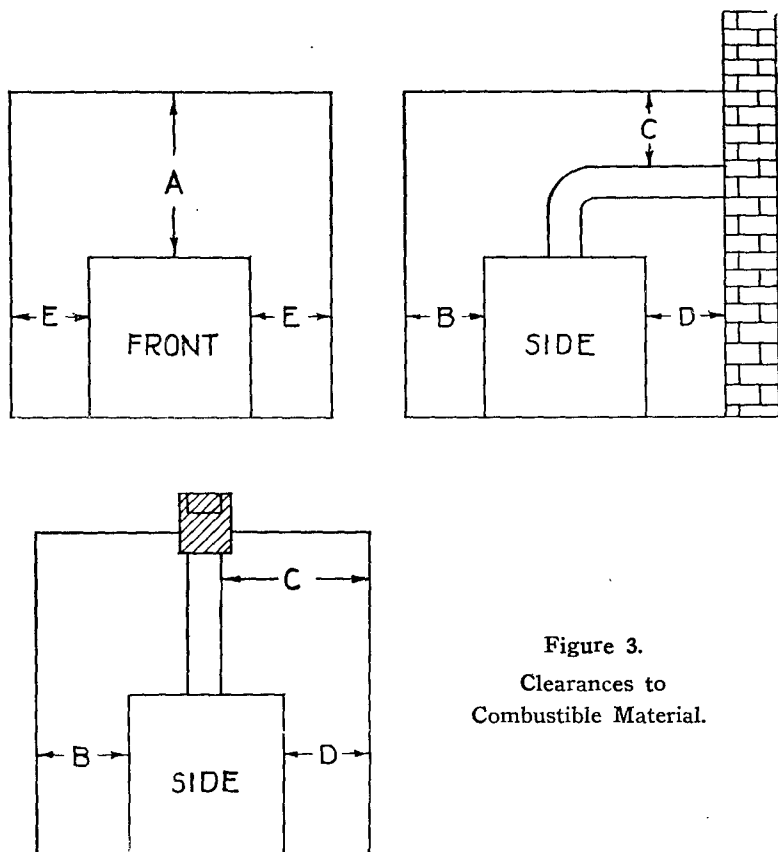 A
E
E
FRONT
C
B
D
SIDE
C
B
D
SIDE
Figure 3.
Clearances to
Combustible Material.